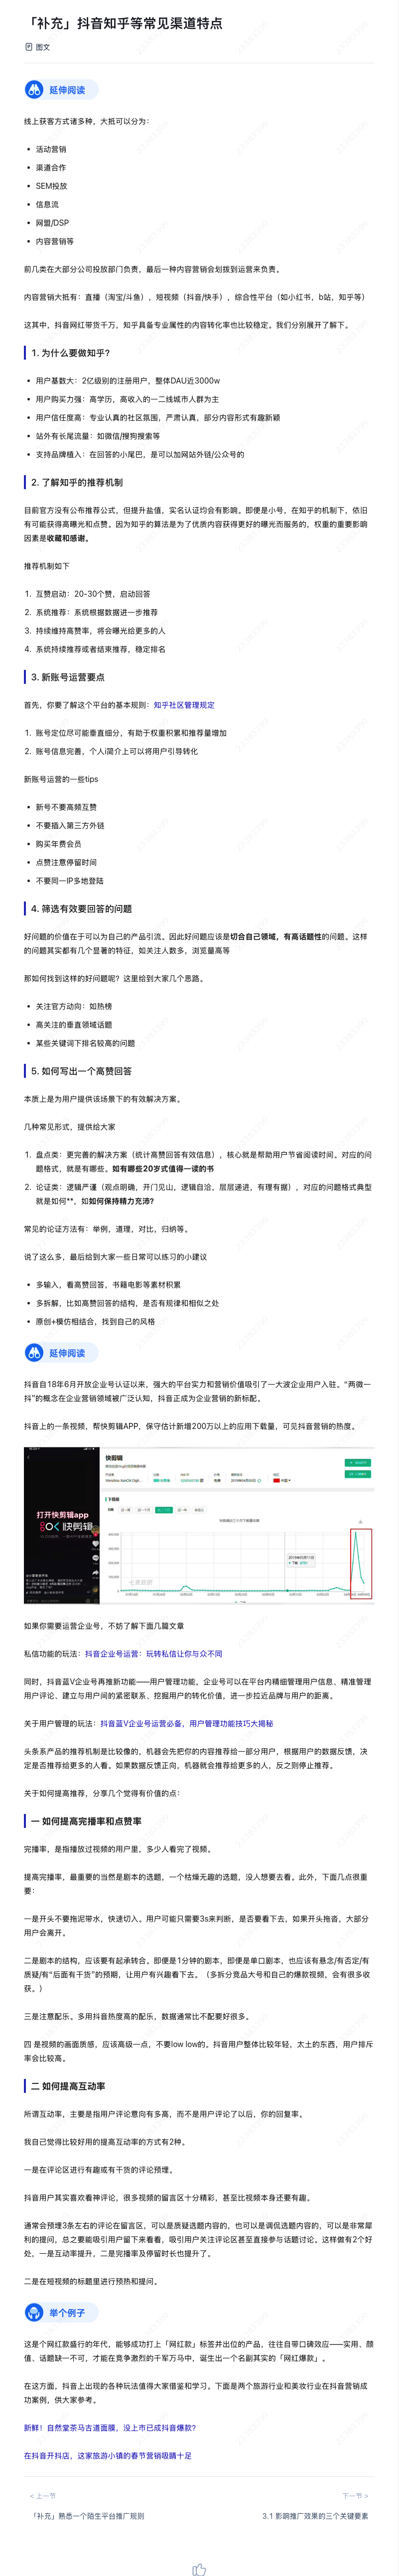 「补充」抖音知乎等常见渠道特点
图文
延伸阅读
线上获客方式诸多种，大抵可以分为：
• 活动营销
• 渠道合作
• SEM投放
• 信息流
• 网盟/DSP
• 内容营销等
前几类在大部分公司投放部门负责，最后一种内容营销会划拨到运营来负责。
内容营销大抵有：直播（淘宝/斗鱼），短视频（抖音/快手），综合性平台（如小红书，b站，知乎等）
这其中，抖音网红带货千万，知乎具备专业属性的内容转化率也比较稳定。我们分别展开了解下。
1. 为什么要做知乎?
• 用户基数大：2亿级别的注册用户，整体DAU近3000w
• 用户购买力强：高学历，高收入的一二线城市人群为主
• 用户信任度高：专业认真的社区氛围，严肃认真，部分内容形式有趣新颖
• 站外有长尾流量：如微信/搜狗搜索等
• 支持品牌植入：在回答的小尾巴，是可以加网站外链/公众号的
2. 了解知乎的推荐机制
目前官方没有公布推荐公式，但提升盐值，实名认证均会有影响。即便是小号，在知乎的机制下，依旧
有可能获得高曝光和点赞。因为知乎的算法是为了优质内容获得更好的曝光而服务的，权重的重要影响
因素是收藏和感谢。
推荐机制如下
1. 互赞启动：20-30个赞，启动回答
2. 系统推荐：系统根据数据进一步推荐
3. 持续维持高赞率，将会曝光给更多的人
4. 系统持续推荐或者结束推荐，稳定排名
3. 新账号运营要点
首先，你要了解这个平台的基本规则：知乎社区管理规定
1. 账号定位尽可能垂直细分，有助于权重积累和推荐量增加
2. 账号信息完善，个人i简介上可以将用户引导转化
新账号运营的一些tips
• 新号不要高频互赞
• 不要插入第三方外链
• 购买年费会员
• 点赞注意停留时间
• 不要同一IP多地登陆
4. 筛选有效要回答的问题
好问题的价值在于可以为自己的产品引流。因此好问题应该是切合自己领域，有高话题性的问题。这样
的问题其实都有几个显著的特征，如关注人数多，浏览量高等
那如何找到这样的好问题呢？这里给到大家几个思路。
• 关注官方动向：如热榜
• 高关注的垂直领域话题
• 某些关键词下排名较高的问题
5. 如何写出一个高赞回答
本质上是为用户提供该场景下的有效解决方案。
几种常见形式，提供给大家
1. 盘点类：更完善的解决方案（统计高赞回答有效信息），核心就是帮助用户节省阅读时间。对应的问
题格式，就是有哪些。如有哪些20岁式值得一读的书
2. 论证类：逻辑严谨（观点明确，开门见山，逻辑自洽，层层递进，有理有据），对应的问题格式典型
就是如何**，如如何保持精力充沛?
常见的论证方法有：举例，道理，对比，归纳等。
说了这么多，最后给到大家一些日常可以练习的小建议
• 多输入，看高赞回答，书籍电影等素材积累
• 多拆解，比如高赞回答的结构，是否有规律和相似之处
• 原创+模仿相结合，找到自己的风格
延伸阅读
抖音自18年6月开放企业号认证以来，强大的平台实力和营销价值吸引了一大波企业用户入驻。“两微一
抖”的概念在企业营销领域被广泛认知，抖音正成为企业营销的新标配。
抖音上的一条视频，帮快剪辑APP，保守估计新增200万以上的应用下载量，可见抖音营销的热度。
打开快剪辑app
快剪辑
快剪辑
如果你需要运营企业号，不妨了解下面几篇文章
私信功能的玩法：抖音企业号运营：玩转私信让你与众不同
同时，抖音蓝V企业号再推新功能——用户管理功能，企业号可以在平台内精细管理用户信息、精准管理
用户评论、建立与用户间的紧密联系、挖掘用户的转化价值，进一步拉近品牌与用户的距离。
关于用户管理的玩法：抖音蓝V企业号运营必备，用户管理功能技巧大揭秘
头条系产品的推荐机制是比较像的，机器会先把你的内容推荐给一部分用户，根据用户的数据反馈，决
定是否推荐给更多的人看。如果数据反馈正向，机器就会推荐给更多的人，反之则停止推荐。
关于如何提高推荐，分享几个觉得有价值的点：
一 如何提高完播率和点赞率
完播率，是指播放过视频的用户里，多少人看完了视频。
提高完播率，最重要的当然是剧本的选题，一个枯燥无趣的选题，没人想要去看。此外，下面几点很重
要：
一是开头不要拖泥带水，快速切入。用户可能只需要3s来判断，是否要看下去，如果开头拖沓，大部分
用户会离开。
二是剧本的结构，应该要有起承转合。即便是1分钟的剧本，即便是单口剧本，也应该有悬念/有否定/有
质疑/有“后面有干货”的预期，让用户有兴趣看下去。（多拆分竞品大号和自己的爆款视频，会有很多收
获。）
三是注意配乐。多用抖音热度高的配乐，数据通常比不配要好很多。
四 是视频的画面质感，应该高级一点，不要low low的。抖音用户整体比较年轻，太土的东西，用户排斥
率会比较高。
二 如何提高互动率
所谓互动率，主要是指用户评论意向有多高，而不是用户评论了以后，你的回复率。
我自己觉得比较好用的提高互动率的方式有2种。
一是在评论区进行有趣或有干货的评论预埋。
抖音用户其实喜欢看神评论，很多视频的留言区十分精彩，甚至比视频本身还要有趣。
通常会预埋3条左右的评论在留言区，可以是质疑选题内容的，也可以是调侃选题内容的，可以是非常犀
利的提问，总之要能吸引用户留下来看看，吸引用户关注评论区甚至直接参与话题讨论。这样做有2个好
处，一是互动率提升，二是完播率及停留时长也提升了。
二是在短视频的标题里进行预热和提问。
举个例子
这是个网红款盛行的年代，能够成功打上「网红款」标签并出位的产品，往往自带口碑效应——实用、颜
值、话题缺一不可，才能在竞争激烈的千军万马中，诞生出一个名副其实的「网红爆款」。
在这方面，抖音上出现的各种玩法值得大家借鉴和学习。下面是两个旅游行业和美妆行业在抖音营销成
功案例，供大家参考。
新鲜！自然堂茶马古道面膜，没上市已成抖音爆款?
在抖音开抖店，这家旅游小镇的春节营销吸睛十足
< 上一节
下一节 >
「补充」熟悉一个陌生平台推广规则
3.1 影响推广效果的三个关键要素